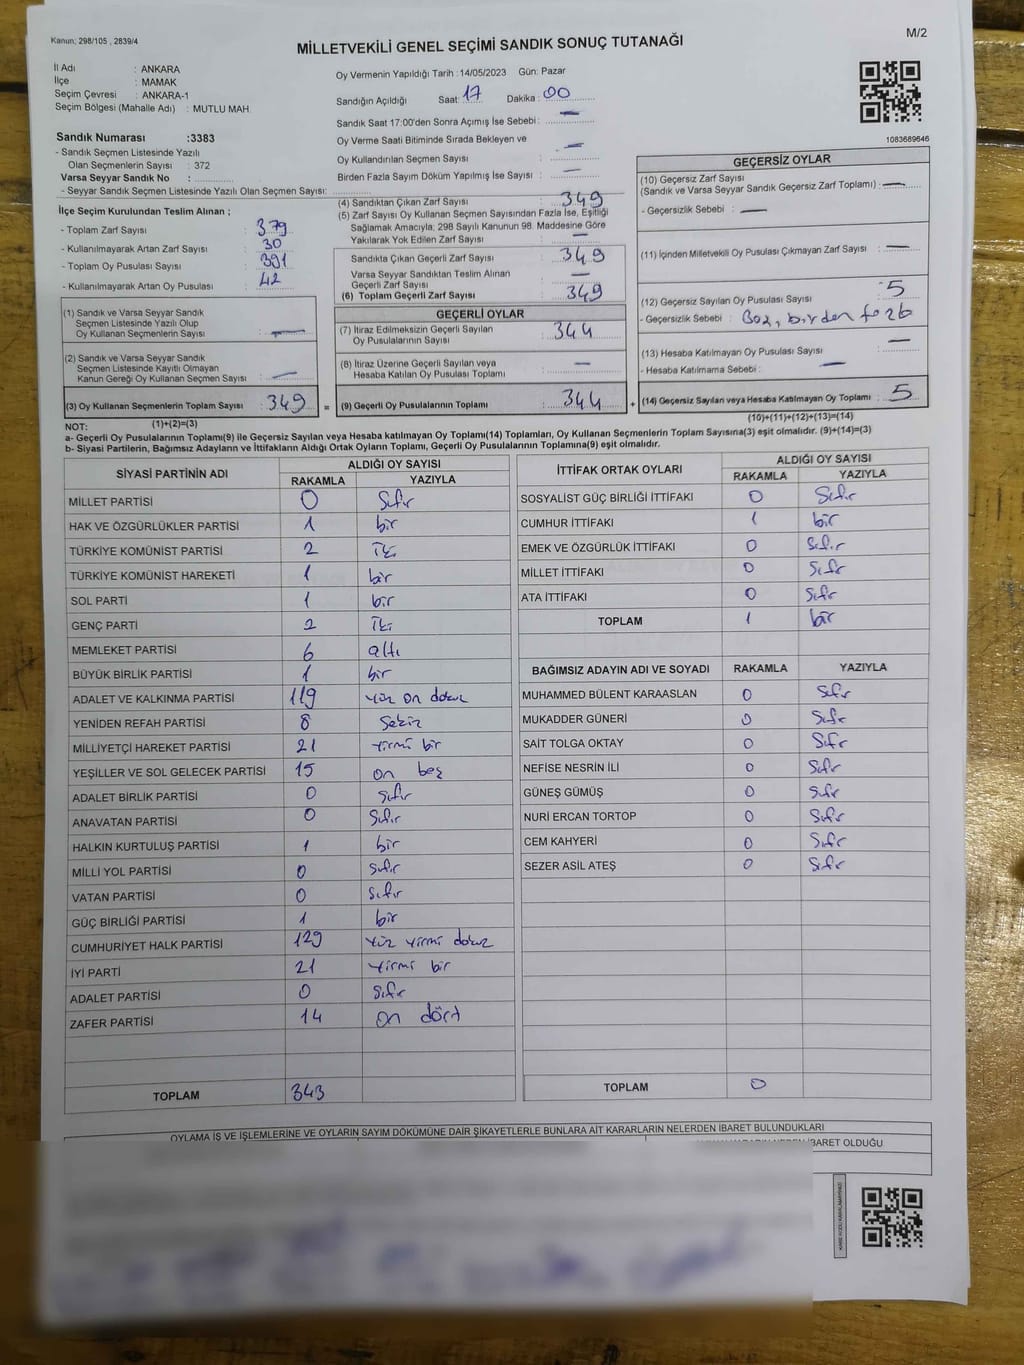 Kanun; 298/105 , 2839/4
M/2
MİLLETVEKİLİ GENEL SEÇİMİ SANDIK SONUÇ TUTANAĞI
İl Adı : ANKARA
İlçe : MAMAK
Seçim Çevresi : ANKARA-1
Seçim Bölgesi (Mahalle Adı) : MUTLU MAH.
Sandık Numarası :3383
- Sandık Seçmen Listesinde Yazılı
Olan Seçmenlerin Sayısı : 372
Varsa Seyyar Sandık No :
- Seyyar Sandık Seçmen Listesinde Yazılı Olan Seçmen Sayısı:
Oy Vermenin Yapıldığı Tarih :14/05/2023 Gün: Pazar
Sandığın Açıldığı Saat: 17 Dakika : 00
Sandık Saat 17:00'den Sonra Açımış İse Sebebi : —
Oy Verme Saati Bitiminde Sırada Bekleyen ve
Oy Kullandırılan Seçmen Sayısı : —
Birden Fazla Sayım Döküm Yapılmış İse Sayısı : —
1083669646
İlçe Seçim Kurulundan Teslim Alınan ;
- Toplam Zarf Sayısı : 379
- Kullanılmayarak Artan Zarf Sayısı : 30
- Toplam Oy Pusulası Sayısı : 391
- Kullanılmayarak Artan Oy Pusulası : 42
(1) Sandık ve Varsa Seyyar Sandık
Seçmen Listesinde Yazılı Olup
Oy Kullanan Seçmenlerin Sayısı : —
(2) Sandık ve Varsa Seyyar Sandık
Seçmen Listesinde Kayıtlı Olmayan
Kanun Gereği Oy Kullanan Seçmen Sayısı : —
(3) Oy Kullanan Seçmenlerin Toplam Sayısı : 349 =
(1)+(2)=(3)
(4) Sandıktan Çıkan Zarf Sayısı : 349
(5) Zarf Sayısı Oy Kullanan Seçmen Sayısından Fazla İse, Eşitliği
Sağlamak Amacıyla, 298 Sayılı Kanunun 98. Maddesine Göre
Yakılarak Yok Edilen Zarf Sayısı : —
Sandıkta Çıkan Geçerli Zarf Sayısı : 349
Varsa Seyyar Sandıktan Teslim Alınan
Geçerli Zarf Sayısı : —
(6) Toplam Geçerli Zarf Sayısı : 349
GEÇERLİ OYLAR
(7) İtiraz Edilmeksizin Geçerli Sayılan
Oy Pusulalarının Sayısı : 344
(8) İtiraz Üzerine Geçerli Sayılan veya
Hesaba Katılan Oy Pusulası Toplamı : —
(9) Geçerli Oy Pusulalarının Toplamı : 344 +
GEÇERSİZ OYLAR
(10) Geçersiz Zarf Sayısı
(Sandık ve Varsa Seyyar Sandık Geçersiz Zarf Toplamı) : —
- Geçersizlik Sebebi : —
(11) İçinden Milletvekili Oy Pusulası Çıkmayan Zarf Sayısı : —
(12) Geçersiz Sayılan Oy Pusulası Sayısı : 5
- Geçersizlik Sebebi : Boş, birden fazla
(13) Hesaba Katılmayan Oy Pusulası Sayısı : —
- Hesaba Katılmama Sebebi : —
(14) Geçersiz Sayılan veya Hesaba Katılmayan Oy Toplamı : 5
(10)+(11)+(12)+(13)=(14)
NOT:
a- Geçerli Oy Pusulalarının Toplamı(9) ile Geçersiz Sayılan veya Hesaba katılmayan Oy Toplamı(14) Toplamları, Oy Kullanan Seçmenlerin Toplam Sayısına(3) eşit olmalıdır. (9)+(14)=(3)
b- Siyasi Partilerin, Bağımsız Adayların ve İttifakların Aldığı Ortak Oyların Toplamı, Geçerli Oy Pusulalarının Toplamına(9) eşit olmalıdır.
SİYASİ PARTİNİN ADI ALDIĞI OY SAYISI
RAKAMLA YAZIYLA
MİLLET PARTİSİ 0 Sıfır
HAK VE ÖZGÜRLÜKLER PARTİSİ 1 bir
TÜRKİYE KOMÜNİST PARTİSİ 2 İki
TÜRKİYE KOMÜNİST HAREKETİ 1 bir
SOL PARTİ 1 bir
GENÇ PARTİ 2 İki
MEMLEKET PARTİSİ 6 altı
BÜYÜK BİRLİK PARTİSİ 1 bir
ADALET VE KALKINMA PARTİSİ 119 yüz on dokuz
YENİDEN REFAH PARTİSİ 8 Sekiz
MİLLİYETÇİ HAREKET PARTİSİ 21 yirmi bir
YEŞİLLER VE SOL GELECEK PARTİSİ 15 on beş
ADALET BİRLİK PARTİSİ 0 sıfır
ANAVATAN PARTİSİ 0 Sıfır
HALKIN KURTULUŞ PARTİSİ 1 bir
MİLLİ YOL PARTİSİ 0 sıfır
VATAN PARTİSİ 0 sıfır
GÜÇ BİRLİĞİ PARTİSİ 1 bir
CUMHURİYET HALK PARTİSİ 129 yüz yirmi dokuz
İYİ PARTİ 21 yirmi bir
ADALET PARTİSİ 0 sıfır
ZAFER PARTİSİ 14 on dört
TOPLAM 343
İTTİFAK ORTAK OYLARI ALDIĞI OY SAYISI
RAKAMLA YAZIYLA
SOSYALİST GÜÇ BİRLİĞİ İTTİFAKI 0 Sıfır
CUMHUR İTTİFAKI 1 bir
EMEK VE ÖZGÜRLÜK İTTİFAKI 0 Sıfır
MİLLET İTTİFAKI 0 Sıfır
ATA İTTİFAKI 0 Sıfır
TOPLAM 1 bir
BAĞIMSIZ ADAYIN ADI VE SOYADI RAKAMLA YAZIYLA
MUHAMMED BÜLENT KARAASLAN 0 Sıfır
MUKADDER GÜNERİ 0 Sıfır
SAİT TOLGA OKTAY 0 Sıfır
NEFİSE NESRİN İLİ 0 Sıfır
GÜNEŞ GÜMÜŞ 0 Sıfır
NURİ ERCAN TORTOP 0 Sıfır
CEM KAHYERİ 0 Sıfır
SEZER ASİL ATEŞ 0 Sıfır
TOPLAM 0
OYLAMA İŞ VE İŞLEMLERİNE VE OYLARIN SAYIM DÖKÜMÜNE DAİR ŞİKAYETLERLE BUNLARA AİT KARARLARIN NELERDEN İBARET BULUNDUKLARI
İBARET OLDUĞU